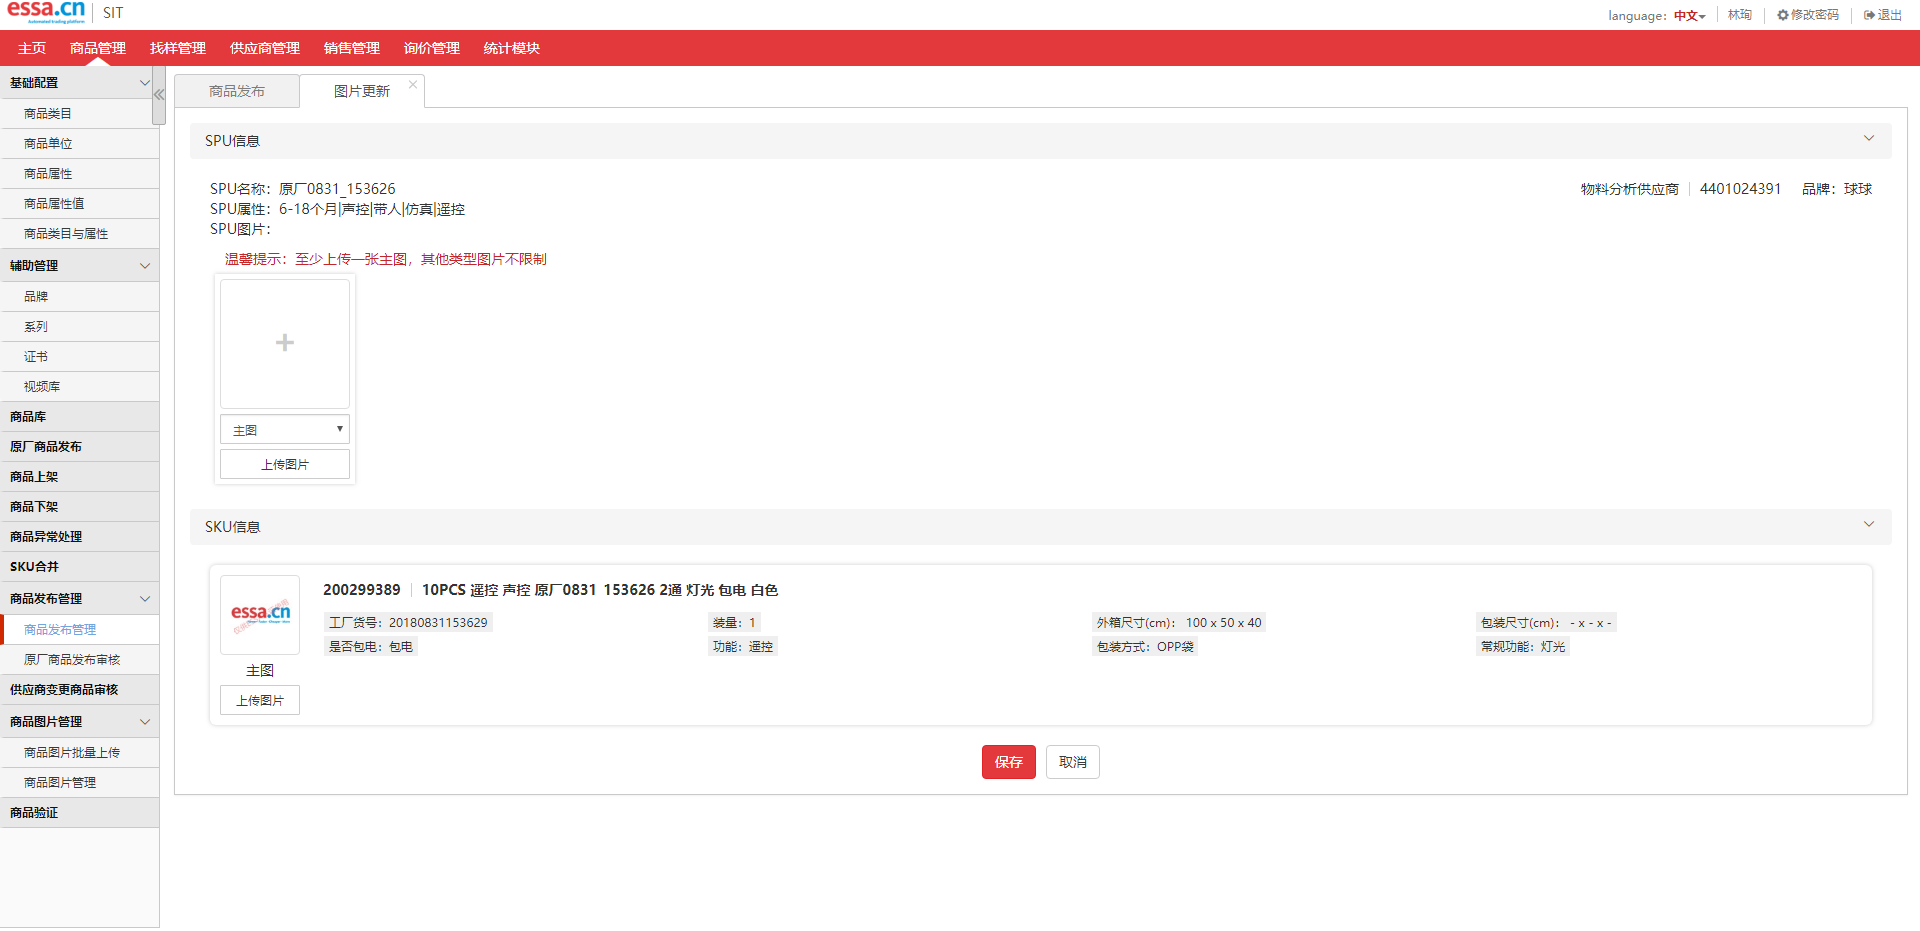 essa.cn SIT
Automated trading platform
language: 中文 林珣 修改密码 退出
主页 商品管理 找样管理 供应商管理 销售管理 询价管理 统计模块
基础配置
商品类目
商品单位
商品属性
商品属性值
商品类目与属性
辅助管理
品牌
系列
证书
视频库
商品库
原厂商品发布
商品上架
商品下架
商品异常处理
SKU合并
商品发布管理
商品发布管理
原厂商品发布审核
供应商变更商品审核
商品图片管理
商品图片批量上传
商品图片管理
商品验证
商品发布 图片更新
SPU信息
SPU名称: 原厂0831_153626 物料分析供应商 4401024391 品牌: 球球
SPU属性: 6-18个月|声控|带人|仿真|遥控
SPU图片:
温馨提示: 至少上传一张主图, 其他类型图片不限制
主图
上传图片
SKU信息
essa.cn
主图
上传图片
200299389 10PCS 遥控 声控 原厂0831 153626 2通 灯光 包电 白色
工厂货号: 20180831153629 装量: 1 外箱尺寸(cm): 100 x 50 x 40 包装尺寸(cm): - x - x -
是否包电: 包电 功能: 遥控 包装方式: OPP袋 常规功能: 灯光
保存 取消